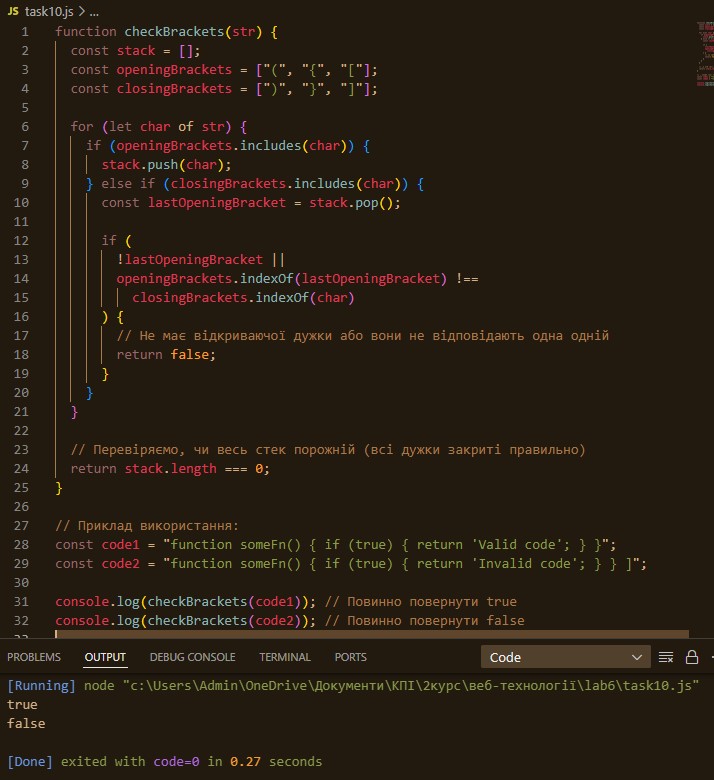 JS task10.js > ...
1 function checkBrackets(str) {
2 const stack = [];
3 const openingBrackets = ["(", "{", "["];
4 const closingBrackets = [")", "}", "]"];
5
6 for (let char of str) {
7 if (openingBrackets.includes(char)) {
8 stack.push(char);
9 } else if (closingBrackets.includes(char)) {
10 const lastOpeningBracket = stack.pop();
11
12 if (
13 !lastOpeningBracket ||
14 openingBrackets.indexOf(lastOpeningBracket) !==
15 closingBrackets.indexOf(char)
16 ) {
17 // Не має відкриваючої дужки або вони не відповідають одна одній
18 return false;
19 }
20 }
21 }
22
23 // Перевіряємо, чи весь стек порожній (всі дужки закриті правильно)
24 return stack.length === 0;
25 }
26
27 // Приклад використання:
28 const code1 = "function someFn() { if (true) { return 'Valid code'; } }";
29 const code2 = "function someFn() { if (true) { return 'Invalid code'; } } ]";
30
31 console.log(checkBrackets(code1)); // Повинно повернути true
32 console.log(checkBrackets(code2)); // Повинно повернути false
33
PROBLEMS OUTPUT DEBUG CONSOLE TERMINAL PORTS Code
[Running] node "c:\Users\Admin\OneDrive\Документи\КПІ\2курс\веб-технології\lab6\task10.js"
true
false
[Done] exited with code=0 in 0.27 seconds